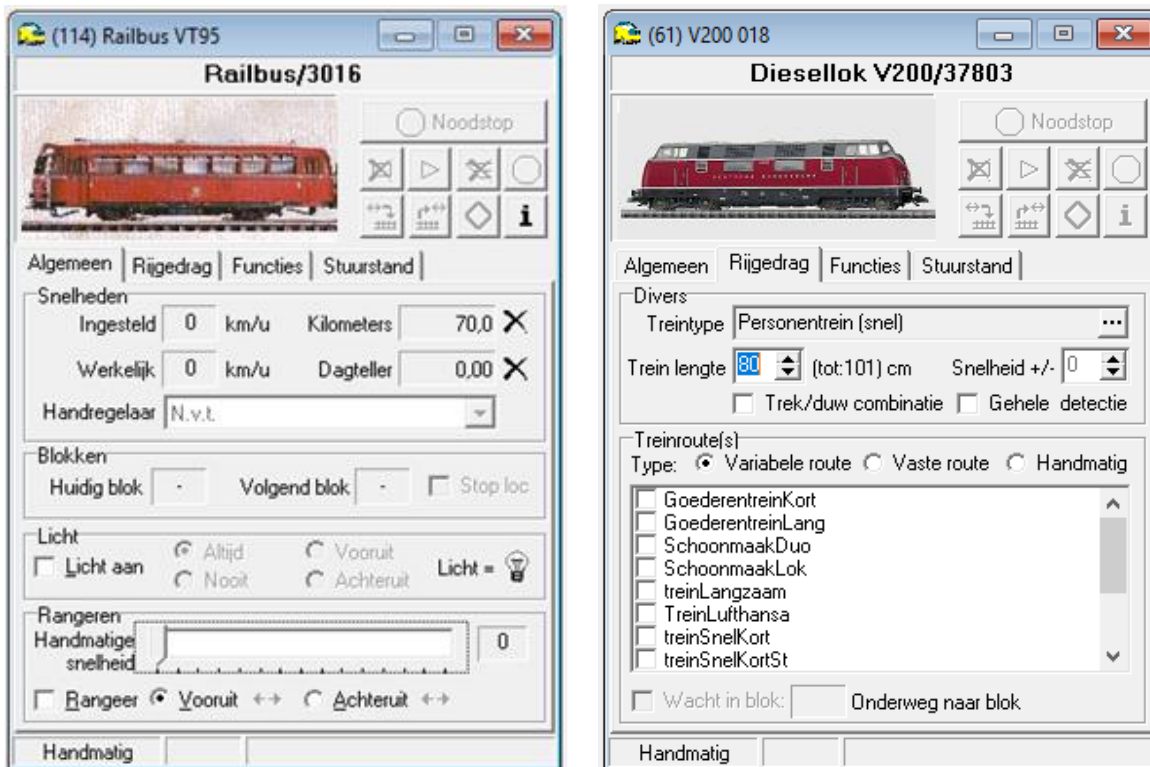 (114) Railbus VT95
Railbus/3016
Noodstop
i
Algemeen Rijgedrag Functies Stuurstand
Snelheden
Ingesteld 0 km/u Kilometers 70,0
Werkelijk 0 km/u Dagteller 0,00
Handregelaar N.v.t.
Blokken
Huidig blok - Volgend blok - Stop loc
Licht
Licht aan Altijd Vooruit
Nooit Achteruit Licht =
Rangeren
Handmatige
snelheid 0
Rangeer Vooruit Achteruit
Handmatig
(61) V200 018
Diesellok V200/37803
Noodstop
i
Algemeen Rijgedrag Functies Stuurstand
Divers
Treintype Personentrein (snel) ...
Trein lengte 80 (tot:101) cm Snelheid +/- 0
Trek/duw combinatie Gehele detectie
Treinroute(s)
Type: Variabele route Vaste route Handmatig
GoederentreinKort
GoederentreinLang
SchoonmaakDuo
SchoonmaakLok
treinLangzaam
TreinLufthansa
treinSnelKort
treinSnelKortSt
Wacht in blok: Onderweg naar blok
Handmatig